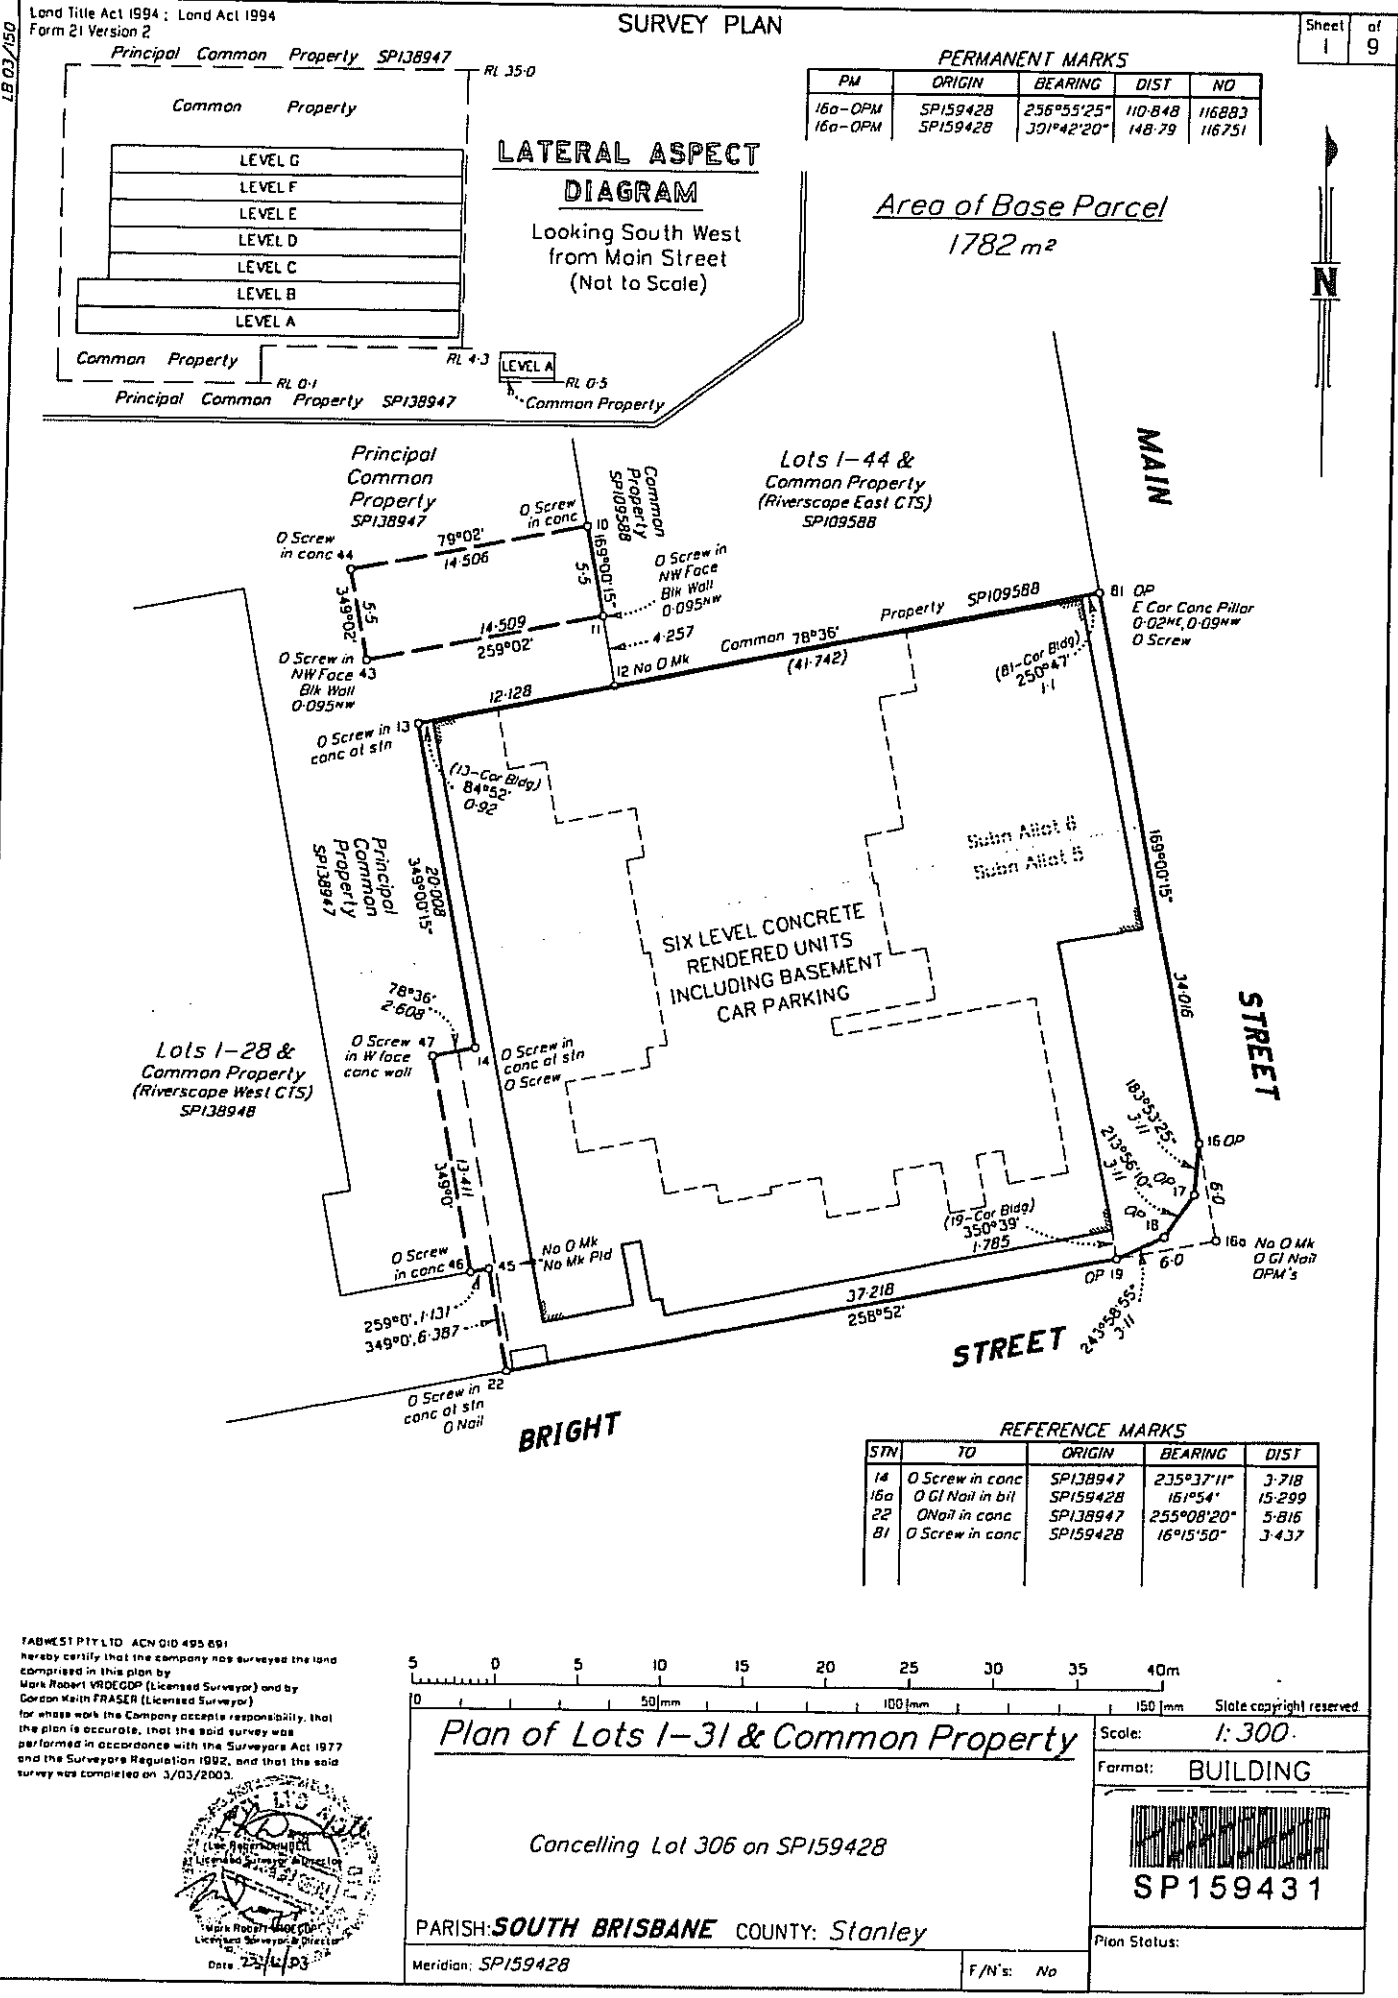 Land Title Act 1994 ; Land Act 1994
Form 21 Version 2
LB 03/150
SURVEY PLAN
Sheet of
1 9
Principal Common Property SP138947
RL 35·0
Common Property
LEVEL G
LEVEL F
LEVEL E
LEVEL D
LEVEL C
LEVEL B
LEVEL A
Common Property
RL 4·3
LEVEL A
RL 0·1
RL 0·5
Principal Common Property SP138947
Common Property
LATERAL ASPECT
DIAGRAM
Looking South West
from Main Street
(Not to Scale)
PERMANENT MARKS
PM ORIGIN BEARING DIST NO
16a-OPM SP159428 256°55'25" 110·848 116883
16a-OPM SP159428 301°42'20" 148·79 116751
Area of Base Parcel
1782 m²
N
Principal
Common
Property
SP138947
Common
Property
SP109588
Lots 1-44 &
Common Property
(Riverscape East CTS)
SP109588
MAIN
STREET
O Screw
in conc 44
79°02'
14·506
O Screw
in conc
10
169°00'15"
5·5
O Screw in
NW Face
Blk Wall
0·095NW
5·5
349°02'
14·509
259°02'
11
4·257
O Screw in
NW Face 43
Blk Wall
0·095NW
12·128
12 No O Mk
Common 78°36' Property SP109588
(41·742)
81 OP
E Cor Conc Pillar
0·02NE, 0·09NW
O Screw
(81-Cor Bldg)
250°47'
1·1
O Screw in 13
conc at stn
(13-Cor Bldg)
84°52'
0·92
Principal
Common
Property
SP138947
20·008
349°00'15"
Subn Allot 6
Subn Allot 5
169°00'15"
34·016
SIX LEVEL CONCRETE
RENDERED UNITS
INCLUDING BASEMENT
CAR PARKING
78°36'
2·608
O Screw 47
in W face
conc wall
14
O Screw in
conc at stn
O Screw
Lots 1-28 &
Common Property
(Riverscape West CTS)
SP138948
13·411
349°0'
183°53'25"
3·11
213°56'10"
3·11
16 OP
OP 17
OP 18
6·0
16a No O Mk
O GI Nail
OPM's
(19-Cor Bldg)
350°39'
1·785
OP 19
6·0
243°58'55"
3·11
O Screw
in conc 46
45
No O Mk
No Mk Pld
259°0', 1·131
349°0', 6·387
37·218
258°52'
22
O Screw in
conc at stn
O Nail
BRIGHT STREET
REFERENCE MARKS
STN TO ORIGIN BEARING DIST
14 O Screw in conc SP138947 235°37'11" 3·718
16a O GI Nail in bit SP159428 161°54' 15·299
22 ONail in conc SP138947 255°08'20" 5·816
81 O Screw in conc SP159428 16°15'50" 3·437
TABWEST PTY LTD ACN 010 495 691
hereby certify that the company has surveyed the land
comprised in this plan by
Mark Robert VROEGOP (Licensed Surveyor) and by
Gordon Keith FRASER (Licensed Surveyor)
for whose work the Company accepts responsibility, that
the plan is accurate, that the said survey was
performed in accordance with the Surveyors Act 1977
and the Surveyors Regulation 1992, and that the said
survey was completed on 3/03/2003.
Licensed Surveyor & Director
Mark Robert VROEGOP
Licensed Surveyor & Director
Date
5 0 5 10 15 20 25 30 35 40m
0 50 mm 100 mm 150 mm State copyright reserved.
Plan of Lots 1-31 & Common Property
Cancelling Lot 306 on SP159428
PARISH: SOUTH BRISBANE COUNTY: Stanley
Meridian: SP159428
F/N's: No
Scale: 1:300
Format: BUILDING
SP159431
Plan Status: